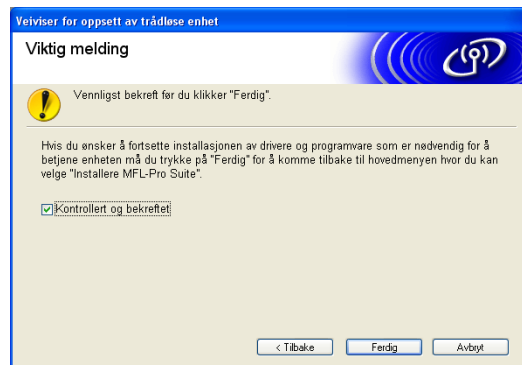 Veiviser for oppsett av trådløse enhet
Viktig melding
Vennligst bekreft før du klikker "Ferdig".
Hvis du ønsker å fortsette installasjonen av drivere og programvare som er nødvendig for å
betjene enheten må du trykke på "Ferdig" for å komme tilbake til hovedmenyen hvor du kan
velge "Installere MFL-Pro Suite".
Kontrollert og bekreftet
< Tilbake
Ferdig
Avbryt